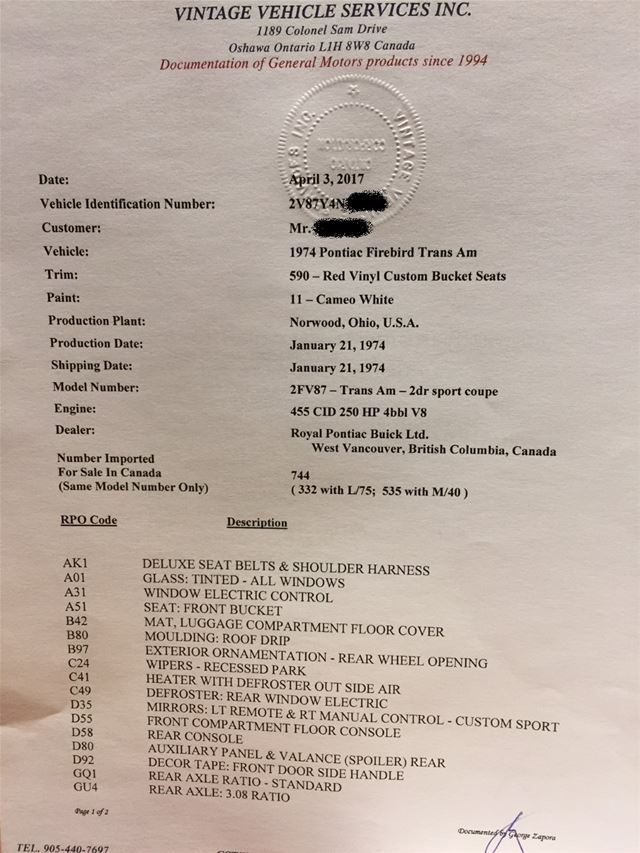 VINTAGE VEHICLE SERVICES INC.
1189 Colonel Sam Drive
Oshawa Ontario L1H 8W8 Canada
Documentation of General Motors products since 1994
Date: April 3, 2017
Vehicle Identification Number: 2V87Y4N
Customer: Mr.
Vehicle: 1974 Pontiac Firebird Trans Am
Trim: 590 – Red Vinyl Custom Bucket Seats
Paint: 11 – Cameo White
Production Plant: Norwood, Ohio, U.S.A.
Production Date: January 21, 1974
Shipping Date: January 21, 1974
Model Number: 2FV87 – Trans Am – 2dr sport coupe
Engine: 455 CID 250 HP 4bbl V8
Dealer: Royal Pontiac Buick Ltd.
West Vancouver, British Columbia, Canada
Number Imported
For Sale In Canada 744
(Same Model Number Only) ( 332 with L/75; 535 with M/40 )
RPO Code Description
AK1 DELUXE SEAT BELTS & SHOULDER HARNESS
A01 GLASS: TINTED - ALL WINDOWS
A31 WINDOW ELECTRIC CONTROL
A51 SEAT: FRONT BUCKET
B42 MAT, LUGGAGE COMPARTMENT FLOOR COVER
B80 MOULDING: ROOF DRIP
B97 EXTERIOR ORNAMENTATION - REAR WHEEL OPENING
C24 WIPERS - RECESSED PARK
C41 HEATER WITH DEFROSTER OUT SIDE AIR
C49 DEFROSTER: REAR WINDOW ELECTRIC
D35 MIRRORS: LT REMOTE & RT MANUAL CONTROL - CUSTOM SPORT
D55 FRONT COMPARTMENT FLOOR CONSOLE
D58 REAR CONSOLE
D80 AUXILIARY PANEL & VALANCE (SPOILER) REAR
D92 DECOR TAPE: FRONT DOOR SIDE HANDLE
GQ1 REAR AXLE RATIO - STANDARD
GU4 REAR AXLE: 3.08 RATIO
Page 1 of 2
Documented by George Zapora
TEL. 905-440-7697